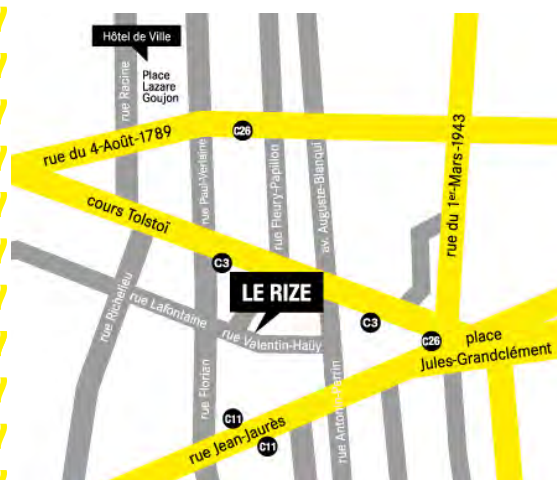 Hôtel de Ville
Place
Lazare
Goujon
rue Racine
rue du 4-Août-1789
C26
rue Paul-Verlaine
rue Fleury-Papillon
av. Auguste-Blanqui
rue du 1er-Mars-1943
cours Tolstoï
C3
LE RIZE
rue Richelieu
rue Lafontaine
rue Valentin-Haüy
C3
C26
place
Jules-Grandclément
rue Florian
rue Antonin-Perrin
C11
rue Jean-Jaurès
C11